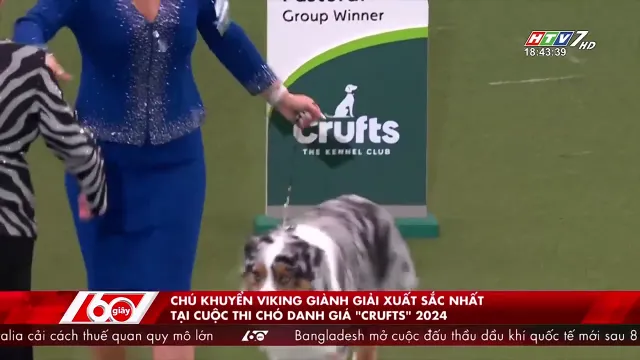 Group Winner
HTV7 HD
18:43:39
Crufts
THE KENNEL CLUB
60 giây
CHÚ KHUYỂN VIKING GIÀNH GIẢI XUẤT SẮC NHẤT
TẠI CUỘC THI CHÓ DANH GIÁ "CRUFTS" 2024
alia cải cách thuế quan quy mô lớn Bangladesh mở cuộc đấu thầu dầu khí quốc tế mới sau 8